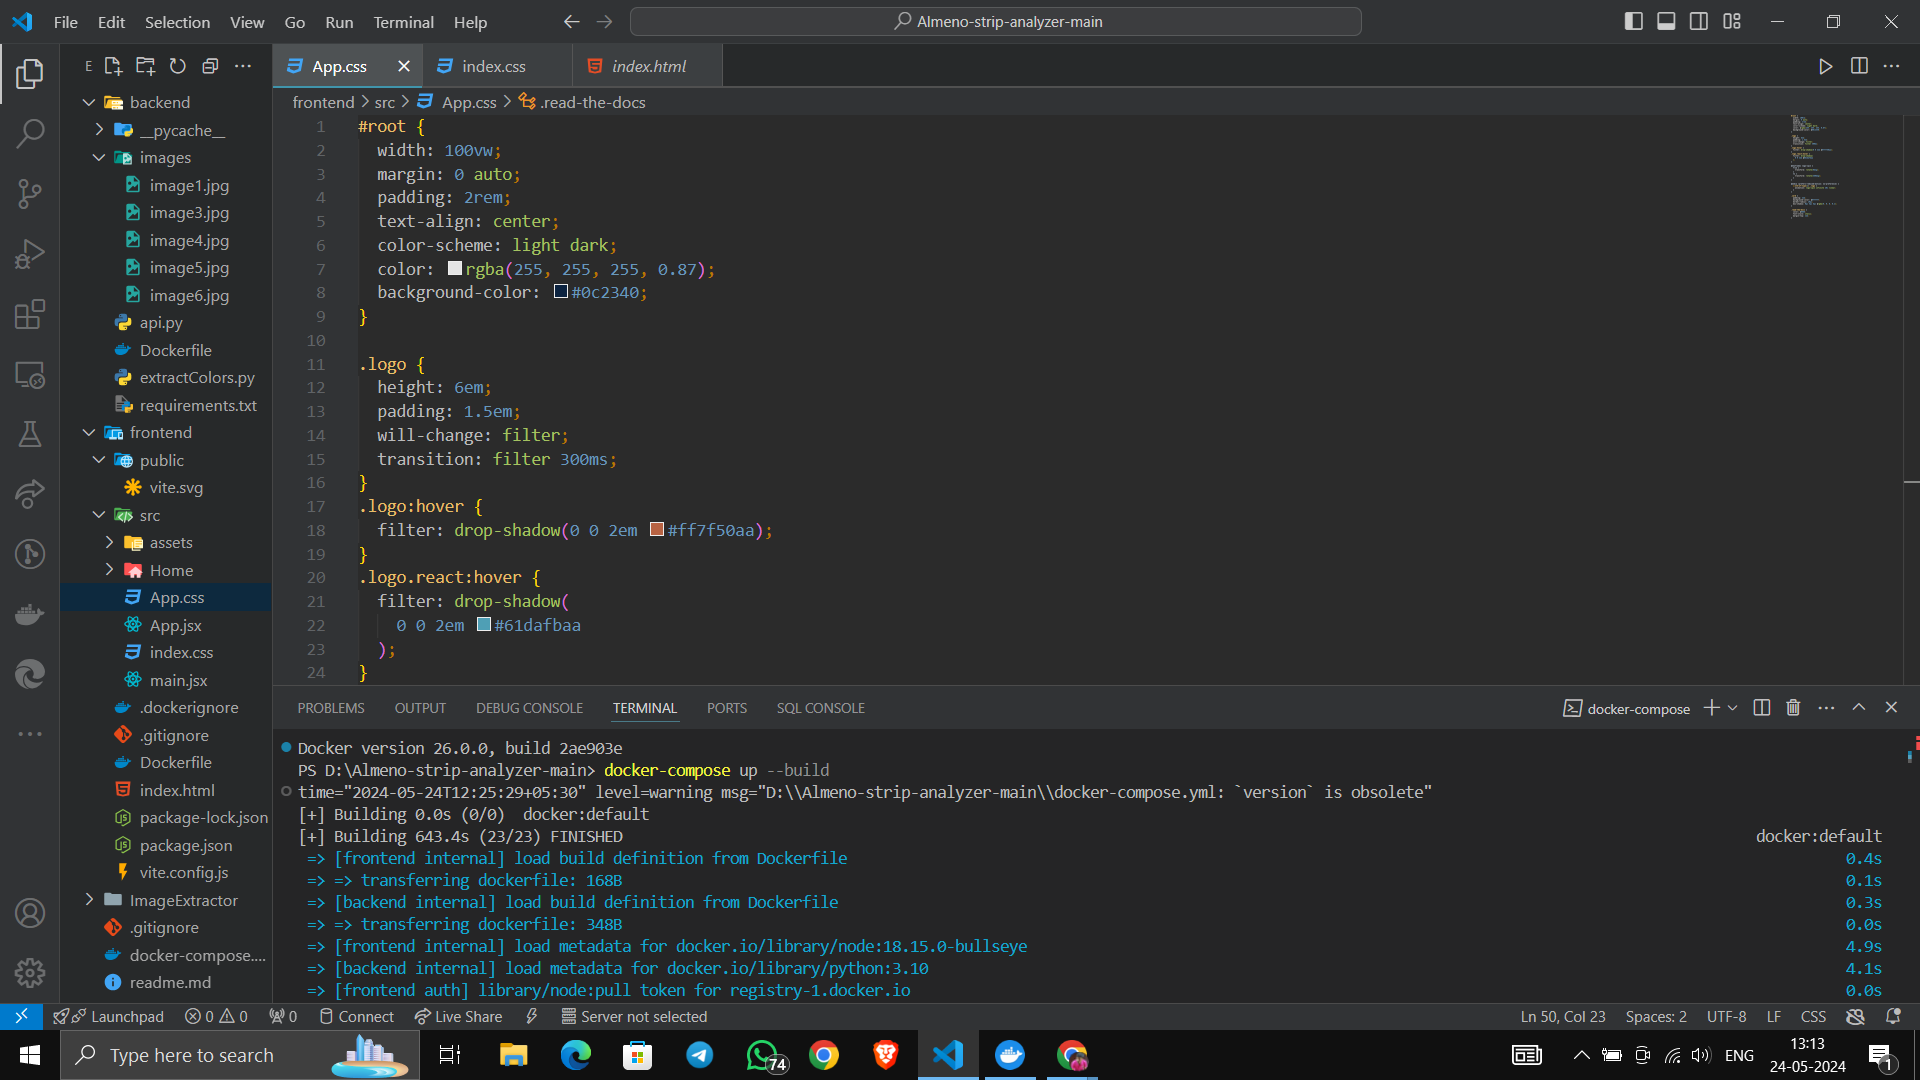 File Edit Selection View Go Run Terminal Help
Almeno-strip-analyzer-main
E
App.css
index.css
index.html
frontend > src > App.css > .read-the-docs
backend
__pycache__
images
image1.jpg
image3.jpg
image4.jpg
image5.jpg
image6.jpg
api.py
Dockerfile
extractColors.py
requirements.txt
frontend
public
vite.svg
src
assets
Home
App.css
App.jsx
index.css
main.jsx
.dockerignore
.gitignore
Dockerfile
index.html
package-lock.json
package.json
vite.config.js
ImageExtractor
.gitignore
docker-compose....
readme.md
1 #root {
2 width: 100vw;
3 margin: 0 auto;
4 padding: 2rem;
5 text-align: center;
6 color-scheme: light dark;
7 color: rgba(255, 255, 255, 0.87);
8 background-color: #0c2340;
9 }
10
11 .logo {
12 height: 6em;
13 padding: 1.5em;
14 will-change: filter;
15 transition: filter 300ms;
16 }
17 .logo:hover {
18 filter: drop-shadow(0 0 2em #ff7f50aa);
19 }
20 .logo.react:hover {
21 filter: drop-shadow(
22 0 0 2em #61dafbaa
23 );
24 }
PROBLEMS OUTPUT DEBUG CONSOLE TERMINAL PORTS SQL CONSOLE
docker-compose
Docker version 26.0.0, build 2ae903e
PS D:\Almeno-strip-analyzer-main> docker-compose up --build
time="2024-05-24T12:25:29+05:30" level=warning msg="D:\\Almeno-strip-analyzer-main\\docker-compose.yml: `version` is obsolete"
[+] Building 0.0s (0/0) docker:default
[+] Building 643.4s (23/23) FINISHED docker:default
=> [frontend internal] load build definition from Dockerfile 0.4s
=> => transferring dockerfile: 168B 0.1s
=> [backend internal] load build definition from Dockerfile 0.3s
=> => transferring dockerfile: 348B 0.0s
=> [frontend internal] load metadata for docker.io/library/node:18.15.0-bullseye 4.9s
=> [backend internal] load metadata for docker.io/library/python:3.10 4.1s
=> [frontend auth] library/node:pull token for registry-1.docker.io 0.0s
Launchpad 0 0 0 Connect Live Share Server not selected
Ln 50, Col 23 Spaces: 2 UTF-8 LF CSS
Type here to search
74
ENG
13:13
24-05-2024
1